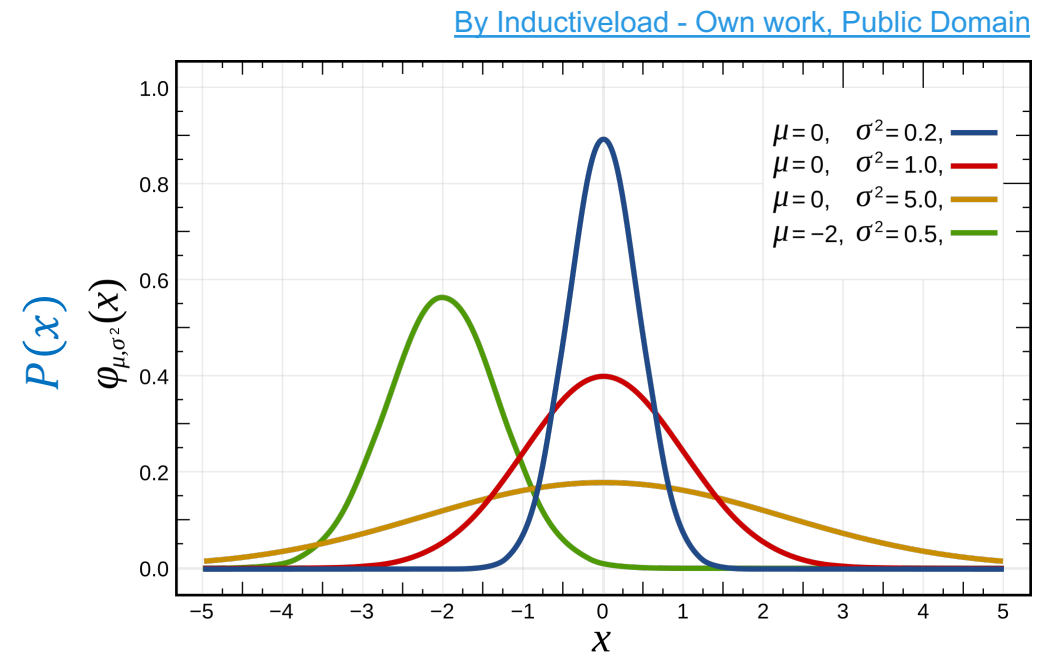 By Inductiveload - Own work, Public Domain
P(x)
φμ,σ²(x)
1.0
0.8
0.6
0.4
0.2
0.0
μ=0, σ²=0.2,
μ=0, σ²=1.0,
μ=0, σ²=5.0,
μ=−2, σ²=0.5,
−5 −4 −3 −2 −1 0 1 2 3 4 5
x